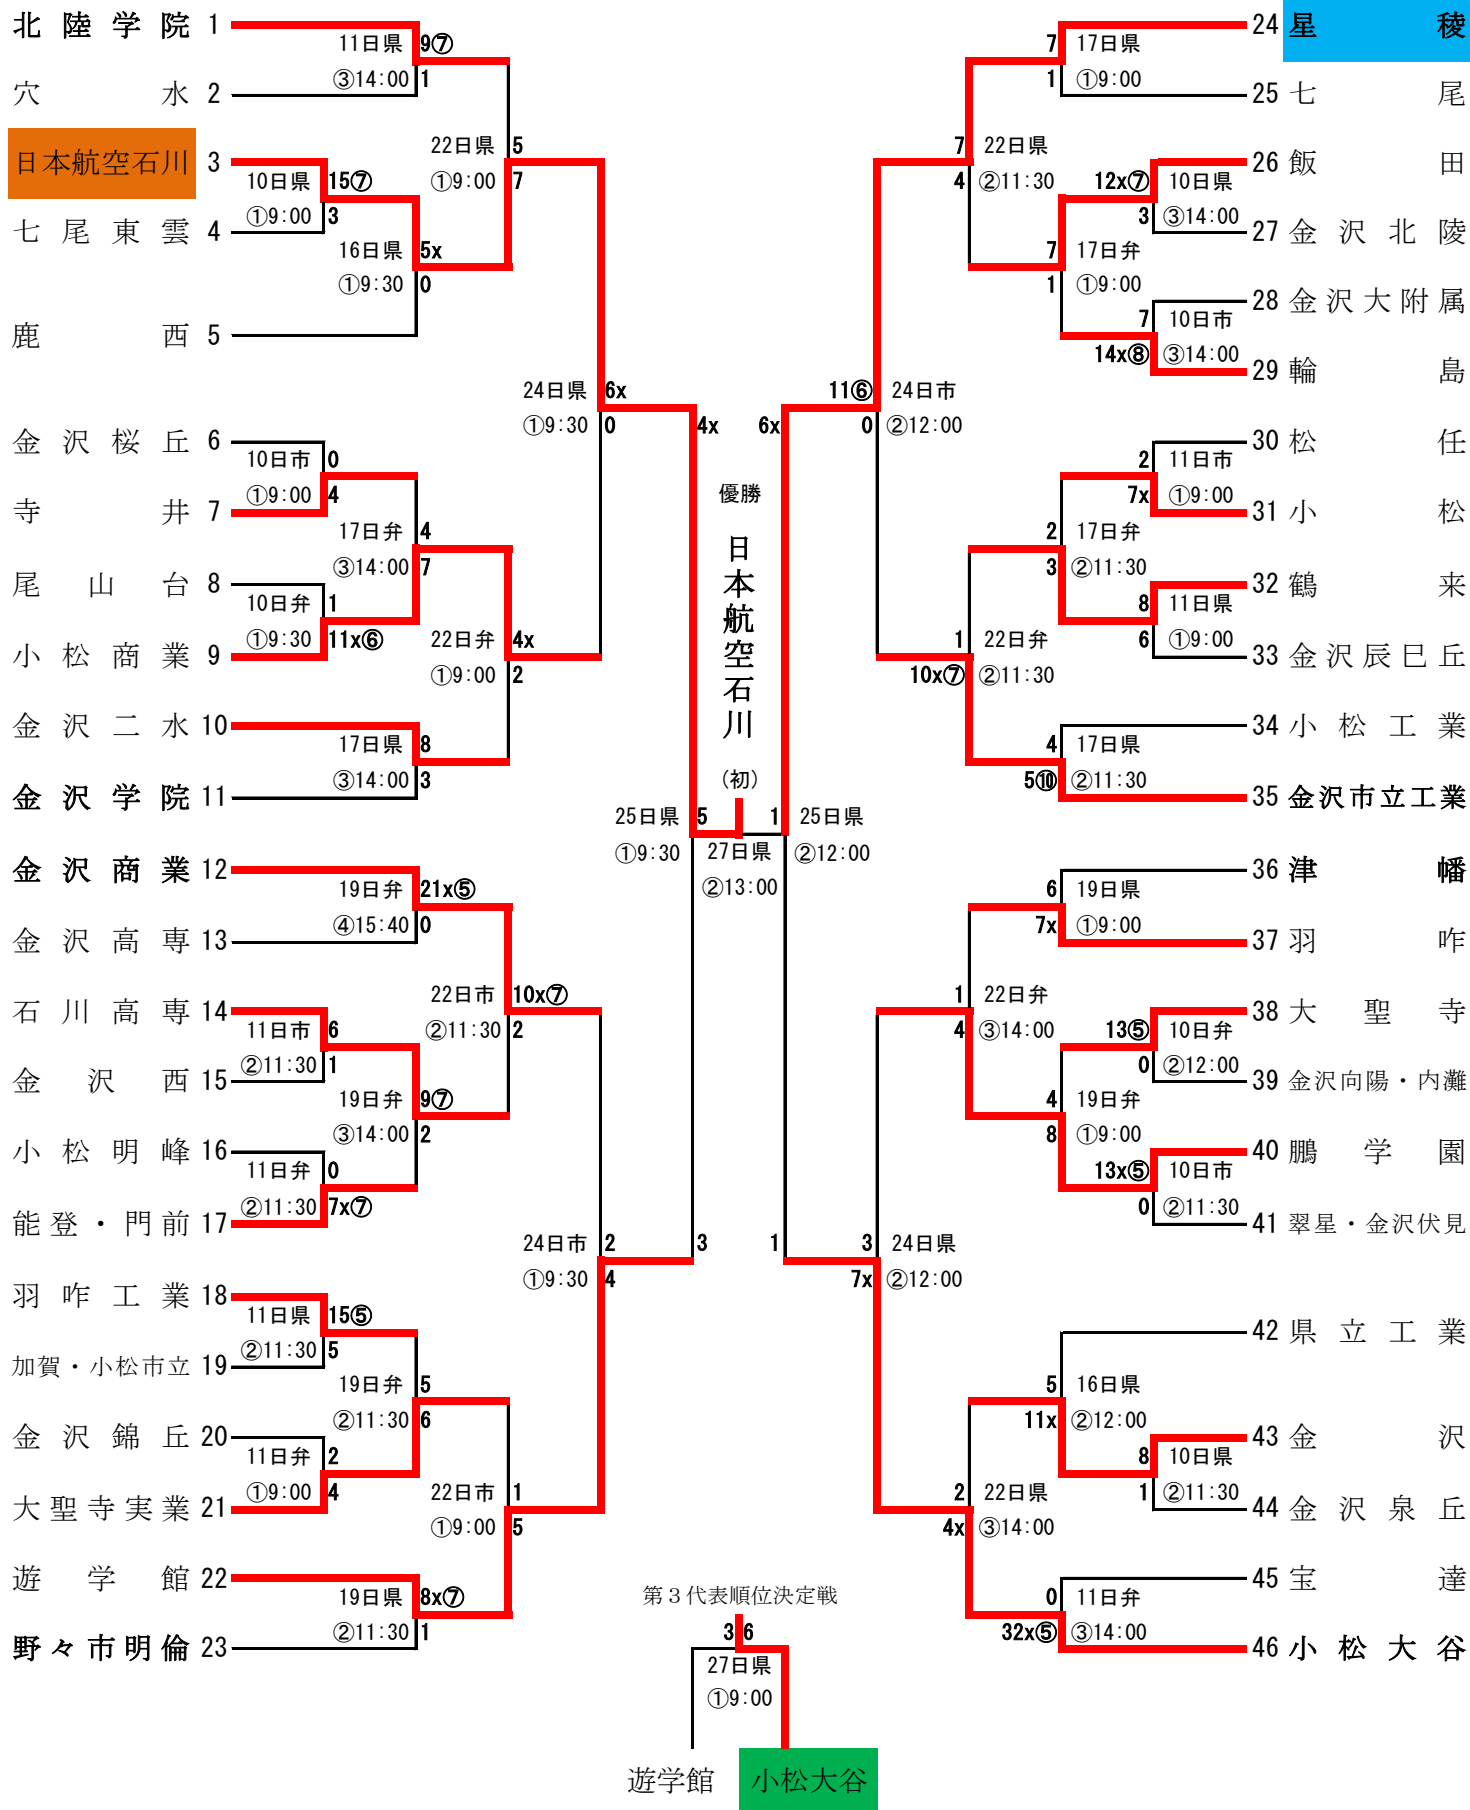 北陸学院 1
11日県 9⑦
③14:00 1
穴水 2
日本航空石川 3
10日県 15⑦
①9:00 3
七尾東雲 4
16日県 5x
①9:30 0
鹿西 5
22日県 5
①9:00 7
24日県 6x
①9:30 0
金沢桜丘 6
10日市 0
①9:00 4
寺井 7
17日弁 4
③14:00 7
尾山台 8
10日弁 1
①9:30 11x⑥
小松商業 9
22日弁 4x
①9:00 2
金沢二水 10
17日県 8
③14:00 3
金沢学院 11
金沢商業 12
19日弁 21x⑤
④15:40 0
金沢高専 13
22日市 10x⑦
②11:30 2
石川高専 14
11日市 6
②11:30 1
金沢西 15
19日弁 9⑦
③14:00 2
小松明峰 16
11日弁 0
②11:30 7x⑦
能登・門前 17
24日市 2
①9:30 4
羽咋工業 18
11日県 15⑤
②11:30 5
加賀・小松市立 19
19日弁 5
②11:30 6
金沢錦丘 20
11日弁 2
①9:00 4
大聖寺実業 21
22日市 1
①9:00 5
遊学館 22
19日県 8x⑦
②11:30 1
野々市明倫 23
4x
3
25日県
①9:30
優勝
日本航空石川
(初)
5 1
27日県
②13:00
25日県
②12:00
6x
1
24 星稜
7 17日県
1 ①9:00
25 七尾
7 22日県
4 ②11:30
26 飯田
12x⑦ 10日県
3 ③14:00
27 金沢北陵
7 17日弁
1 ①9:00
28 金沢大附属
7 10日市
14x⑧ ③14:00
29 輪島
11⑥ 24日市
0 ②12:00
30 松任
2 11日市
7x ①9:00
31 小松
2 17日弁
3 ②11:30
32 鶴来
8 11日県
6 ①9:00
33 金沢辰巳丘
1 22日弁
10x⑦ ②11:30
34 小松工業
4 17日県
5⑩ ②11:30
35 金沢市立工業
36 津幡
6 19日県
7x ①9:00
37 羽咋
1 22日弁
4 ③14:00
38 大聖寺
13⑤ 10日弁
0 ②12:00
39 金沢向陽・内灘
4 19日弁
8 ①9:00
40 鵬学園
13x⑤ 10日市
0 ②11:30
41 翠星・金沢伏見
3 24日県
7x ②12:00
42 県立工業
5 16日県
11x ②12:00
43 金沢
8 10日県
1 ②11:30
44 金沢泉丘
2 22日県
4x ③14:00
45 宝達
0 11日弁
32x⑤ ③14:00
46 小松大谷
第3代表順位決定戦
3 6
27日県
①9:00
遊学館 小松大谷